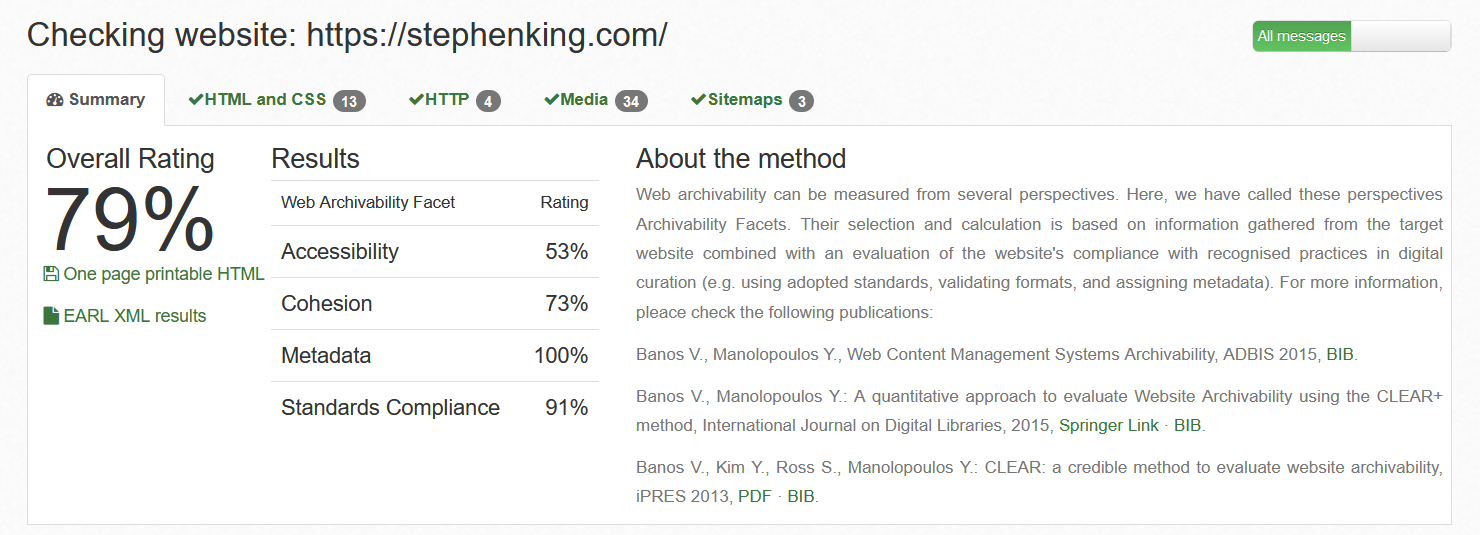 Checking website: https://stephenking.com/
All messages
Summary
HTML and CSS 13
HTTP 4
Media 34
Sitemaps 3
Overall Rating
79%
One page printable HTML
EARL XML results
Results
Web Archivability Facet Rating
Accessibility 53%
Cohesion 73%
Metadata 100%
Standards Compliance 91%
About the method
Web archivability can be measured from several perspectives. Here, we have called these perspectives
Archivability Facets. Their selection and calculation is based on information gathered from the target
website combined with an evaluation of the website's compliance with recognised practices in digital
curation (e.g. using adopted standards, validating formats, and assigning metadata). For more information,
pleace check the following publications:
Banos V., Manolopoulos Y., Web Content Management Systems Archivability, ADBIS 2015, BIB.
Banos V., Manolopoulos Y.: A quantitative approach to evaluate Website Archivability using the CLEAR+
method, International Journal on Digital Libraries, 2015, Springer Link · BIB.
Banos V., Kim Y., Ross S., Manolopoulos Y.: CLEAR: a credible method to evaluate website archivability,
iPRES 2013, PDF · BIB.